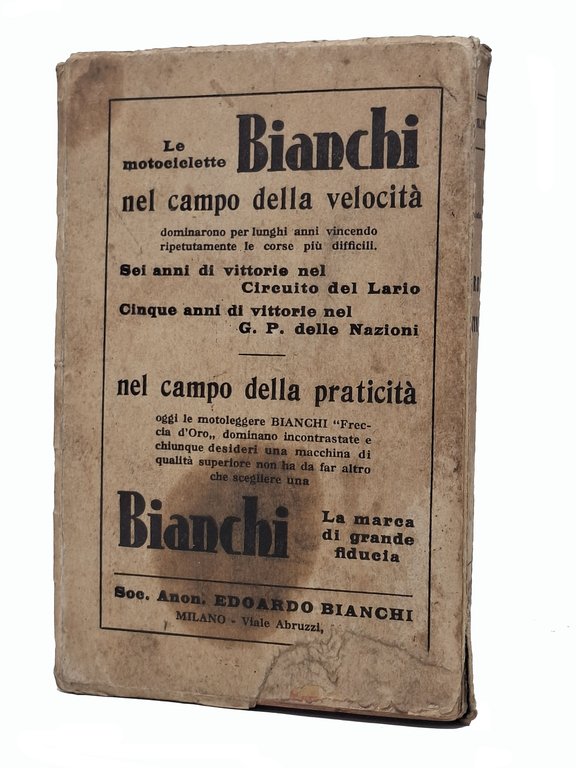 Le
motociclette Bianchi
nel campo della velocità
dominarono per lunghi anni vincendo
ripetutamente le corse più difficili.
Sei anni di vittorie nel
Circuito del Lario
Cinque anni di vittorie nel
G. P. delle Nazioni
nel campo della praticità
oggi le motoleggere BIANCHI "Frec-
cia d'Oro„ dominano incontrastate e
chiunque desideri una macchina di
qualità superiore non ha da far altro
che scegliere una
Bianchi
La marca
di grande
fiducia
Soc. Anon. EDOARDO BIANCHI
MILANO - Viale Abruzzi,